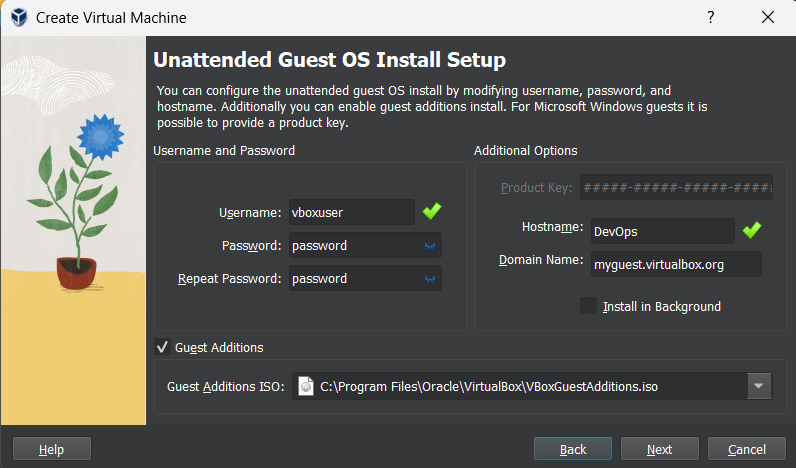 Create Virtual Machine
?
Unattended Guest OS Install Setup
You can configure the unattended guest OS install by modifying username, password, and
hostname. Additionally you can enable guest additions install. For Microsoft Windows guests it is
possible to provide a product key.
Username and Password
Username: vboxuser
Password: password
Repeat Password: password
Additional Options
Product Key: #####-#####-#####-####
Hostname: DevOps
Domain Name: myguest.virtualbox.org
Install in Background
Guest Additions
Guest Additions ISO: C:\Program Files\Oracle\VirtualBox\VBoxGuestAdditions.iso
Help
Back
Next
Cancel